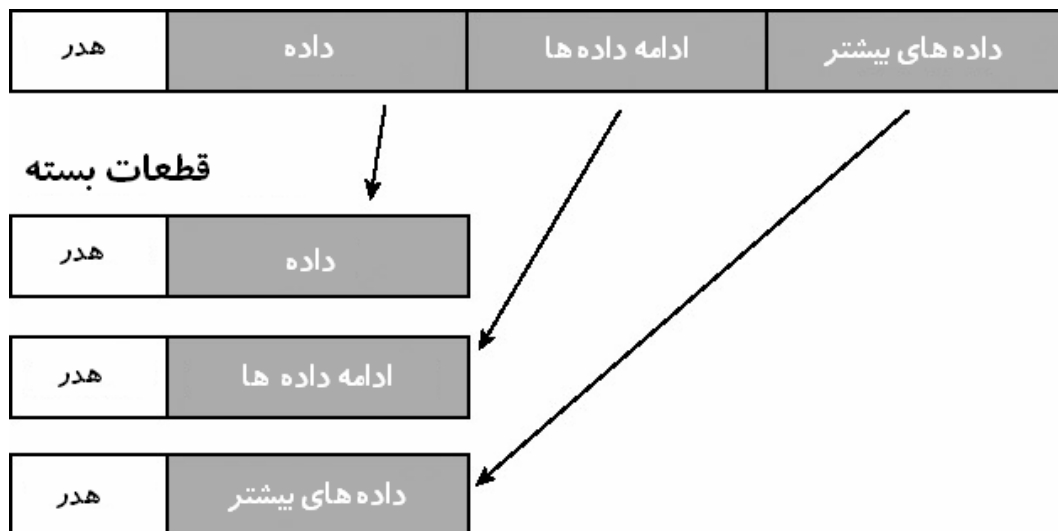 هدر داده ادامه داده‌ها داده‌های بیشتر
قطعات بسته
هدر داده
هدر ادامه داده ها
هدر داده‌های بیشتر